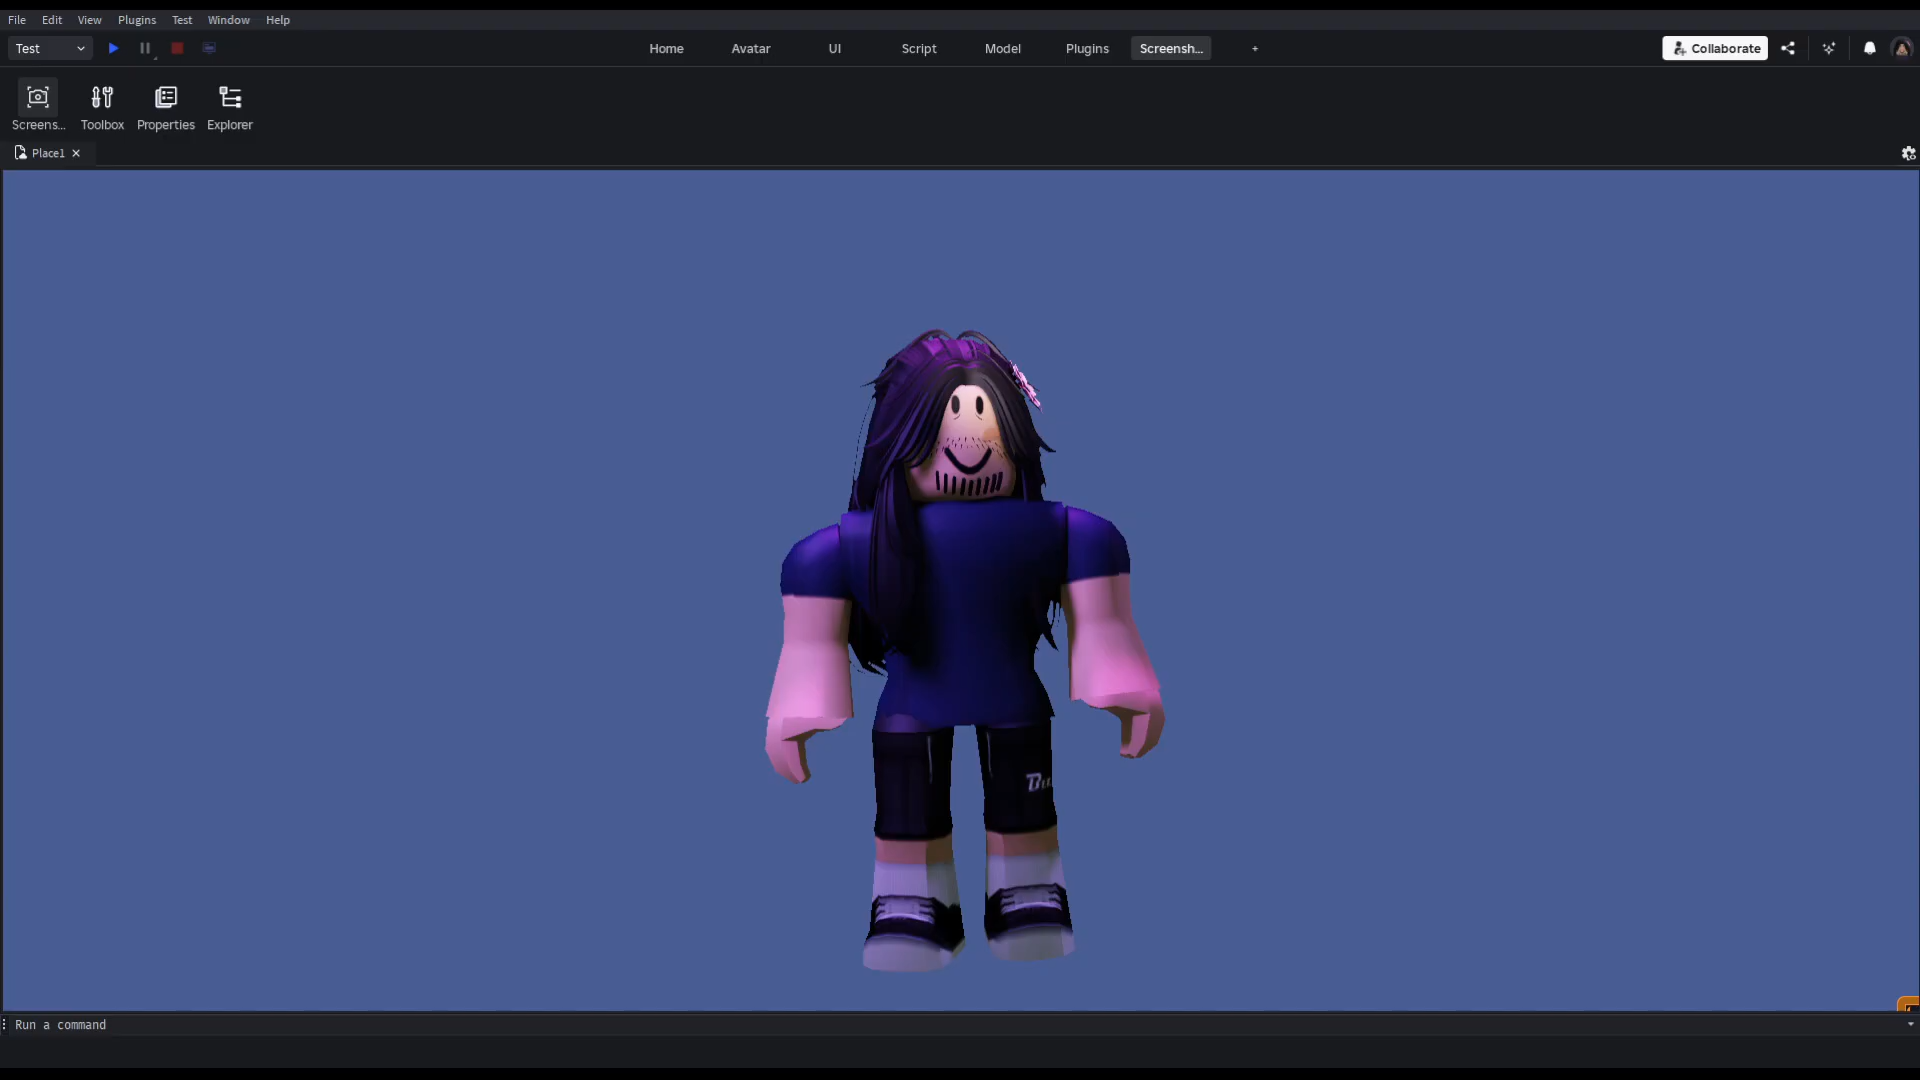 File Edit View Plugins Test Window Help
Test Home Avatar UI Script Model Plugins Screensh... + Collaborate
Screens... Toolbox Properties Explorer
Place1
Bu
Run a command